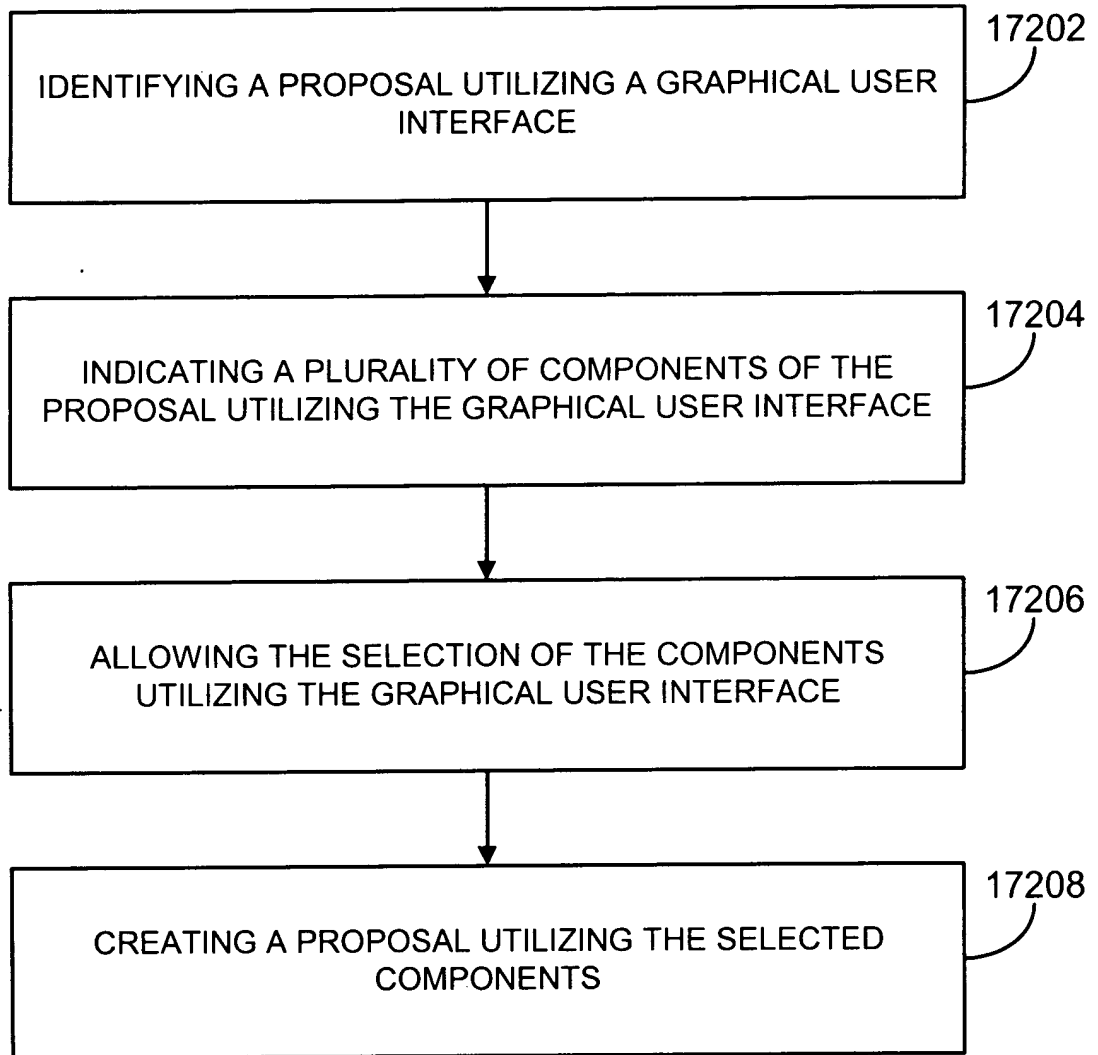 17202
IDENTIFYING A PROPOSAL UTILIZING A GRAPHICAL USER
INTERFACE
17204
INDICATING A PLURALITY OF COMPONENTS OF THE
PROPOSAL UTILIZING THE GRAPHICAL USER INTERFACE
17206
ALLOWING THE SELECTION OF THE COMPONENTS
UTILIZING THE GRAPHICAL USER INTERFACE
17208
CREATING A PROPOSAL UTILIZING THE SELECTED
COMPONENTS